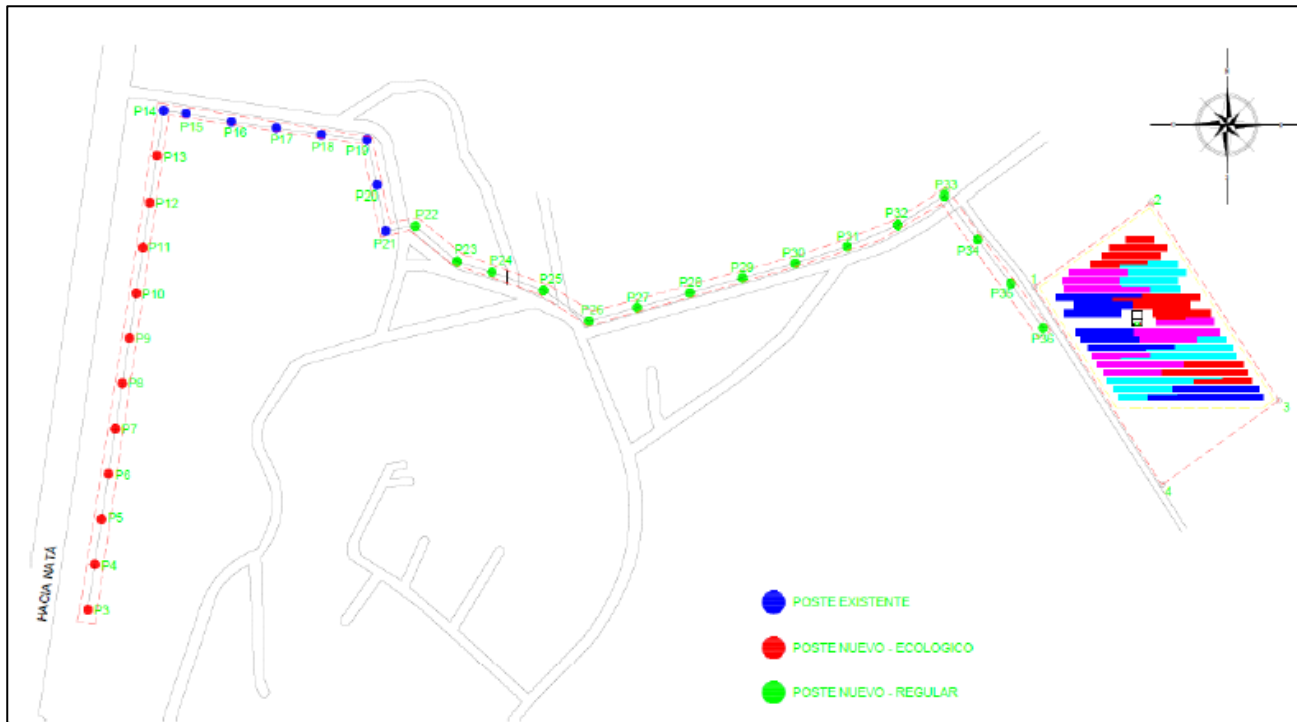 P14
P15
P16
P17
P18
P19
P13
P20
P12
P11
P10
P9
P8
P7
P6
P5
P4
P3
P21
P22
P23
P24
P25
P26
P27
P28
P29
P30
P31
P32
P33
P34
P35
P36
1
2
3
4
HACIA NATÁ
POSTE EXISTENTE
POSTE NUEVO - ECOLOGICO
POSTE NUEVO - REGULAR